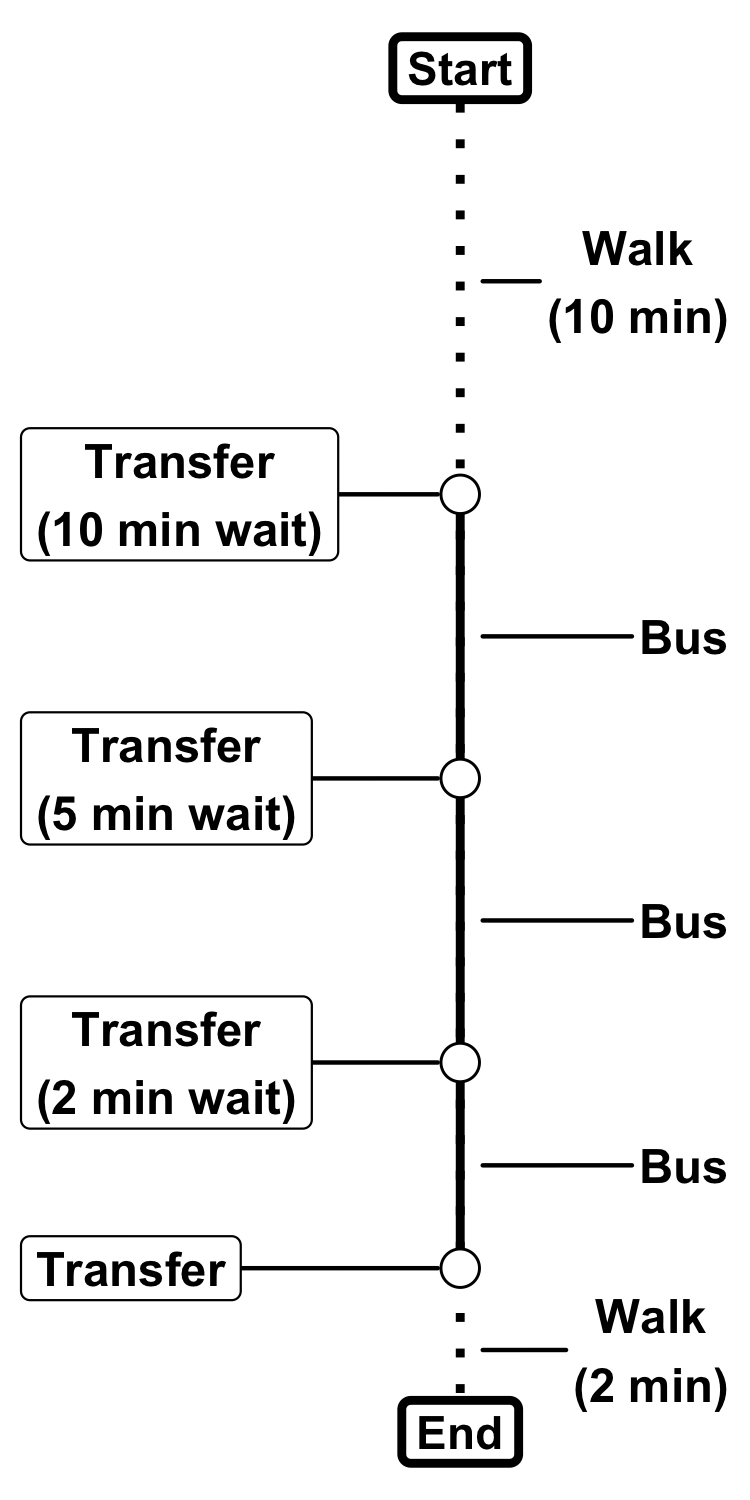 Start
Walk
(10 min)
Transfer
(10 min wait)
Bus
Transfer
(5 min wait)
Bus
Transfer
(2 min wait)
Bus
Transfer
Walk
(2 min)
End